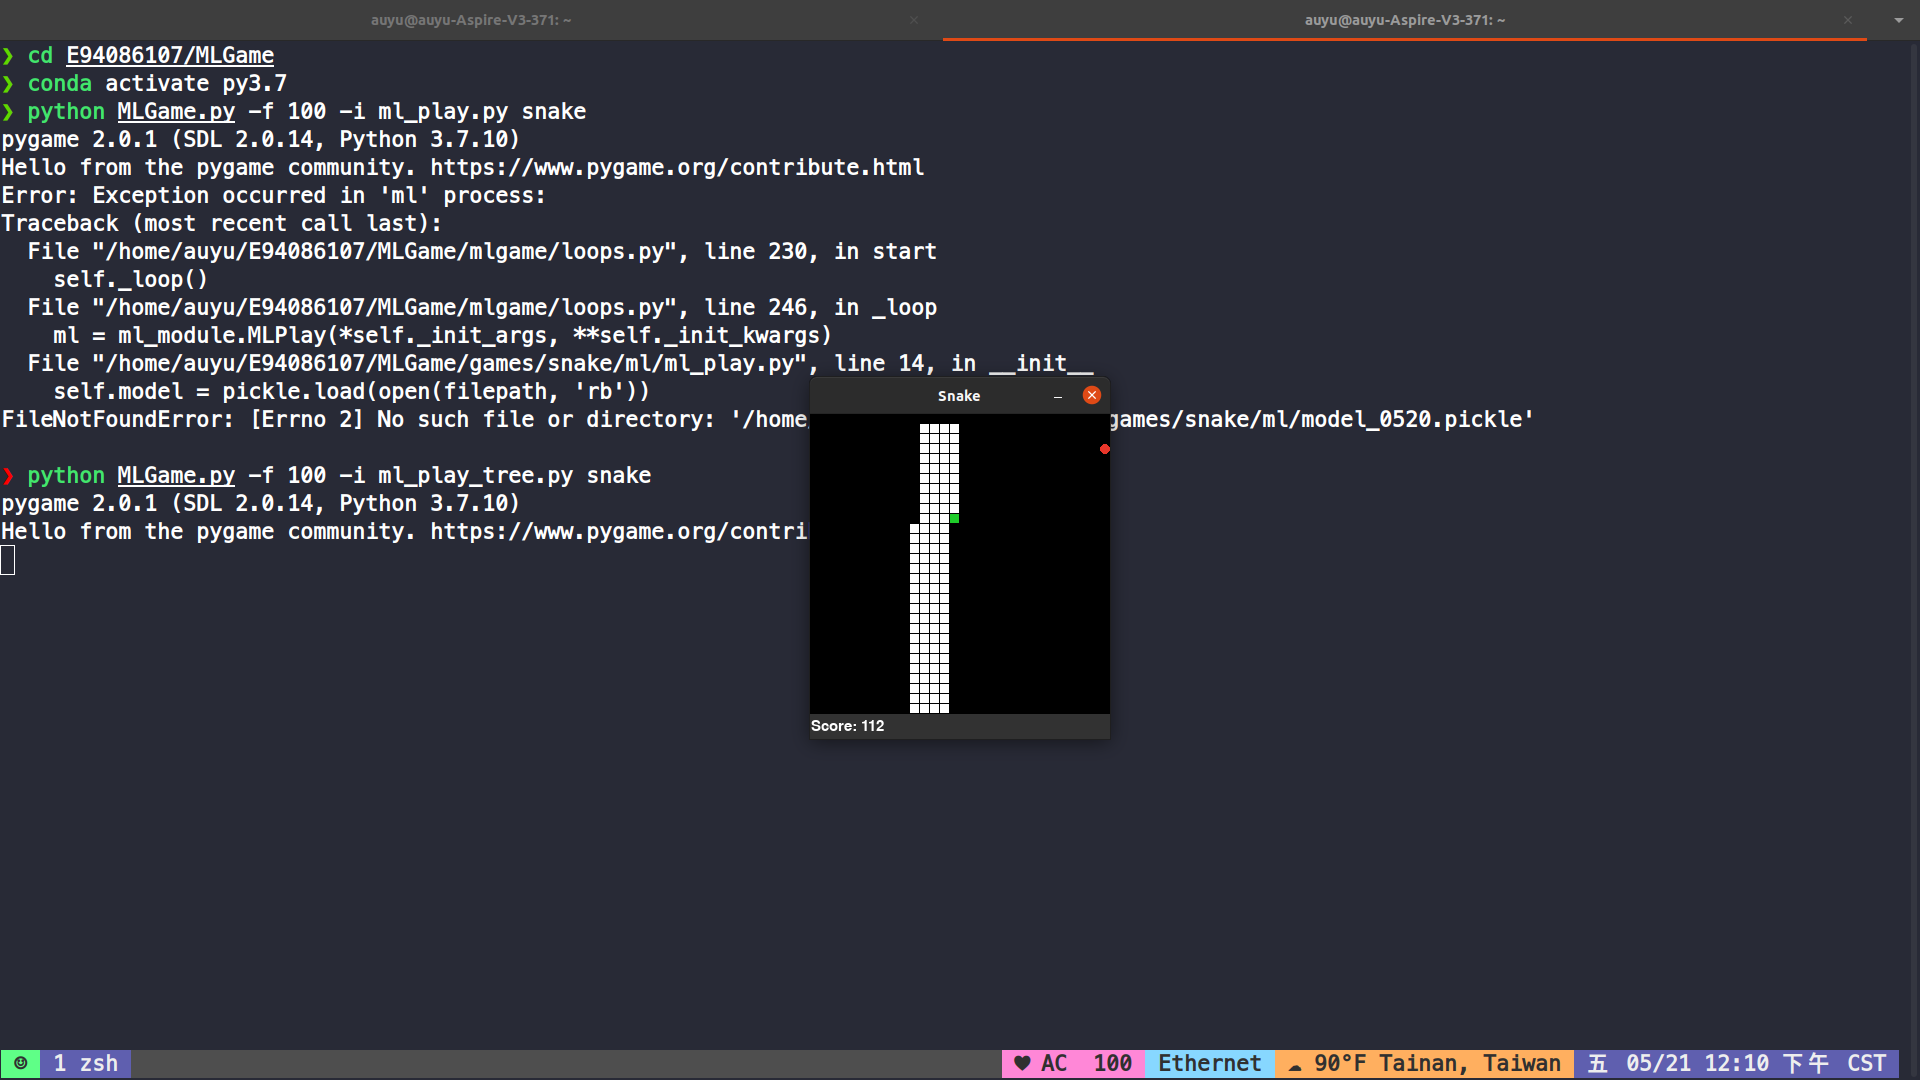 auyu@auyu-Aspire-V3-371: ~ × auyu@auyu-Aspire-V3-371: ~ ×
❯ cd E94086107/MLGame
❯ conda activate py3.7
❯ python MLGame.py -f 100 -i ml_play.py snake
pygame 2.0.1 (SDL 2.0.14, Python 3.7.10)
Hello from the pygame community. https://www.pygame.org/contribute.html
Error: Exception occurred in 'ml' process:
Traceback (most recent call last):
  File "/home/auyu/E94086107/MLGame/mlgame/loops.py", line 230, in start
    self._loop()
  File "/home/auyu/E94086107/MLGame/mlgame/loops.py", line 246, in _loop
    ml = ml_module.MLPlay(*self._init_args, **self._init_kwargs)
  File "/home/auyu/E94086107/MLGame/games/snake/ml/ml_play.py", line 14, in __init__
    self.model = pickle.load(open(filepath, 'rb'))
FileNotFoundError: [Errno 2] No such file or directory: '/home games/snake/ml/model_0520.pickle'
❯ python MLGame.py -f 100 -i ml_play_tree.py snake
pygame 2.0.1 (SDL 2.0.14, Python 3.7.10)
Hello from the pygame community. https://www.pygame.org/contri
Snake
Score: 112
1 zsh
♥ AC 100 Ethernet ☁ 90°F Tainan, Taiwan 五 05/21 12:10 下午 CST